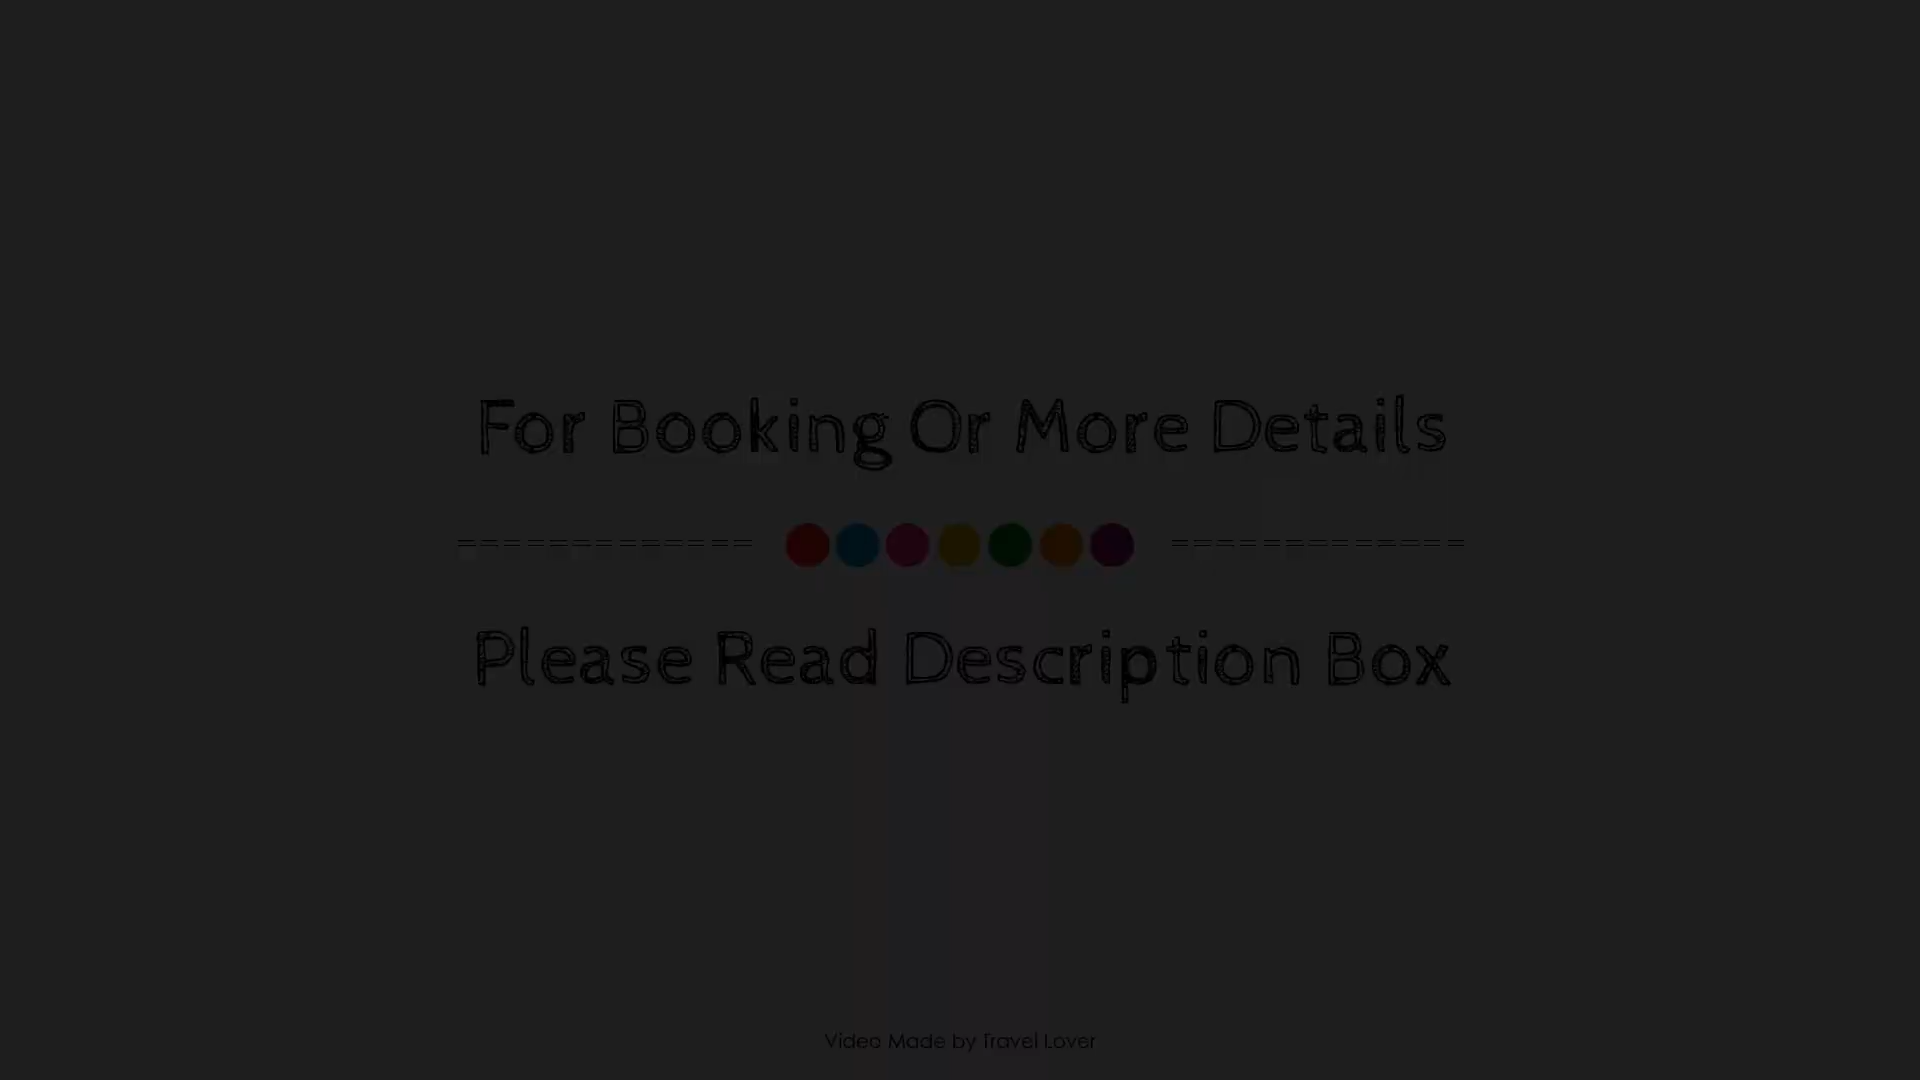 For Booking Or More Details
============= =============
Please Read Description Box
Video Made by Travel Lover